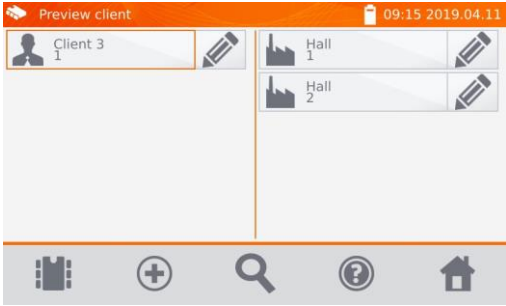 Preview client
09:15 2019.04.11
Client 3
1
Hall
1
Hall
2